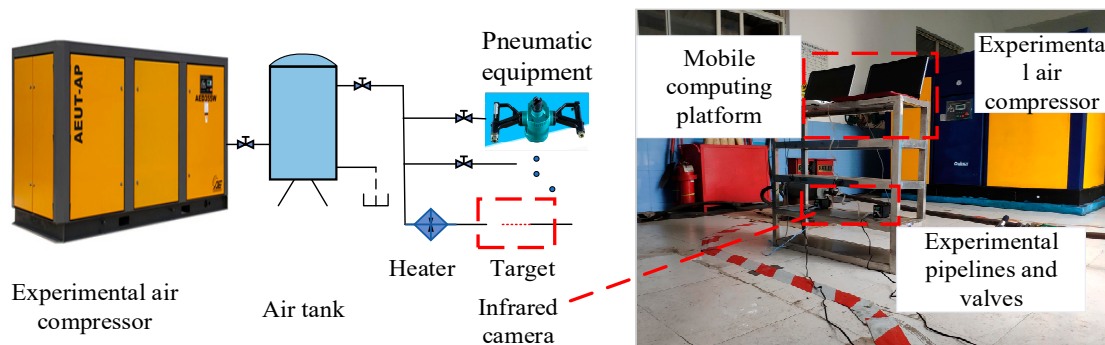 AEUT-AP
AED355W
Experimental air
compressor
Air tank
Pneumatic
equipment
Heater
Target
Infrared
camera
Mobile
computing
platform
Experimenta
l air
compressor
Experimental
pipelines and
valves